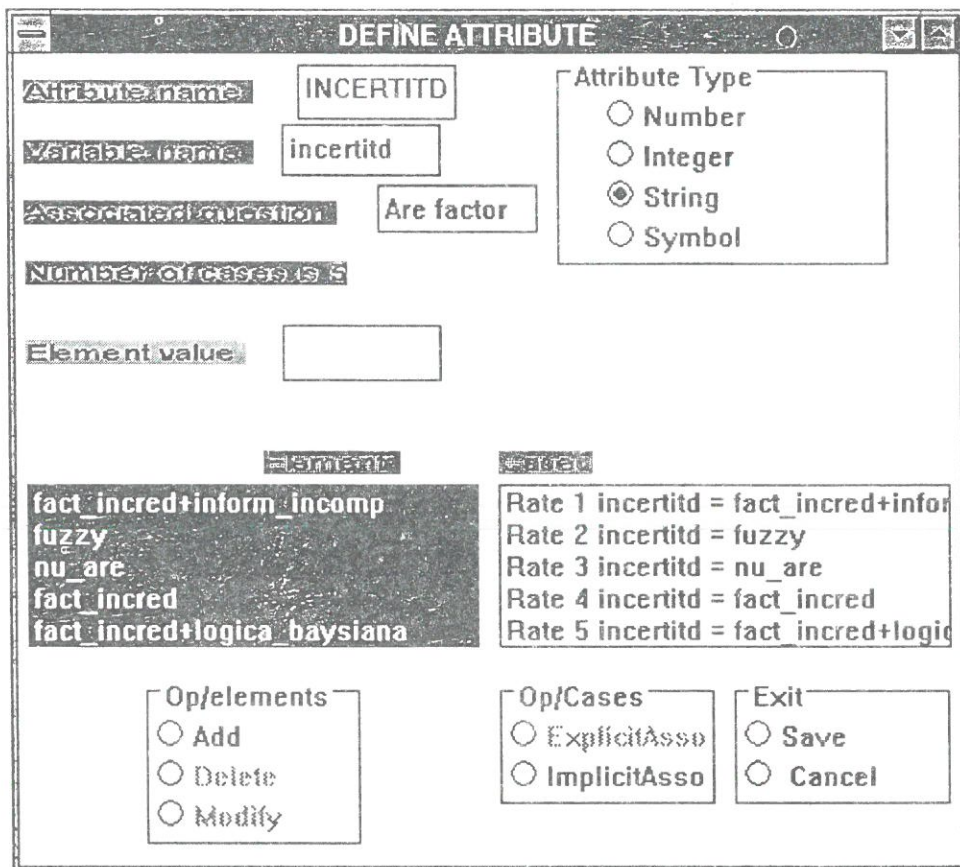 DEFINE ATTRIBUTE
Attribute name
INCERTITD
Variable name
incertitd
Associated question
Are factor
Number of cases is 5
Element value
Attribute Type
Number
Integer
String
Symbol
Elements
Cases
fact_incred+inform_incomp
fuzzy
nu_are
fact_incred
fact_incred+logica_baysiana
Rate 1 incertitd = fact_incred+infor
Rate 2 incertitd = fuzzy
Rate 3 incertitd = nu_are
Rate 4 incertitd = fact_incred
Rate 5 incertitd = fact_incred+logic
Op/elements
Add
Delete
Modify
Op/Cases
ExplicitAsso
ImplicitAsso
Exit
Save
Cancel